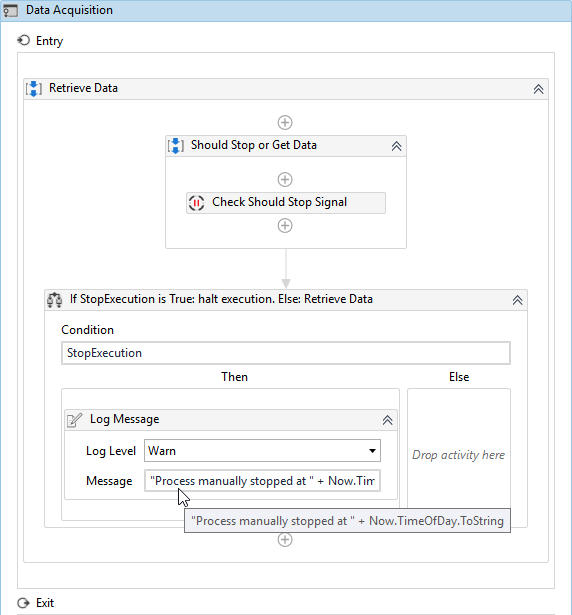 Data Acquisition
Entry
Retrieve Data
Should Stop or Get Data
Check Should Stop Signal
If StopExecution is True: halt execution. Else: Retrieve Data
Condition
StopExecution
Then Else
Log Message
Log Level Warn
Drop activity here
Message "Process manually stopped at " + Now.Tim
"Process manually stopped at " + Now.TimeOfDay.ToString
Exit